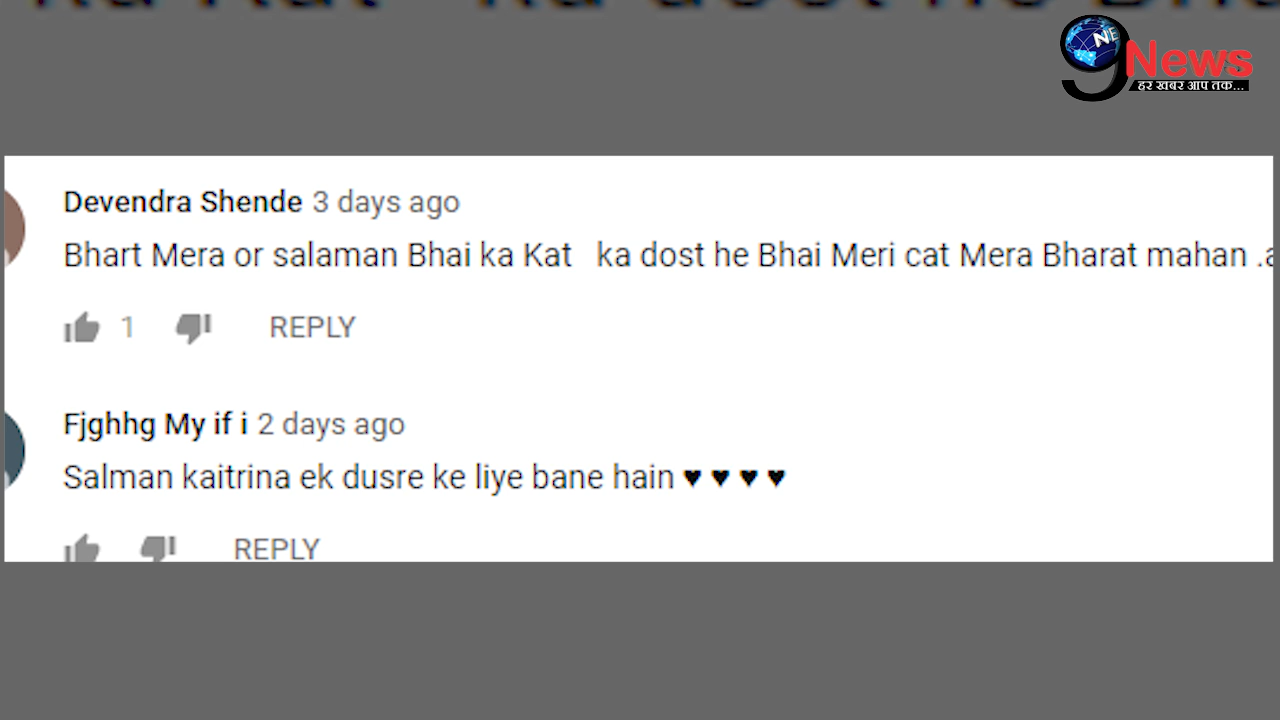 9 News
NE
हर खबर आप तक...
Devendra Shende 3 days ago
Bhart Mera or salaman Bhai ka Kat ka dost he Bhai Meri cat Mera Bharat mahan .a
1 REPLY
Fjghhg My if i 2 days ago
Salman kaitrina ek dusre ke liye bane hain ♥ ♥ ♥ ♥
REPLY